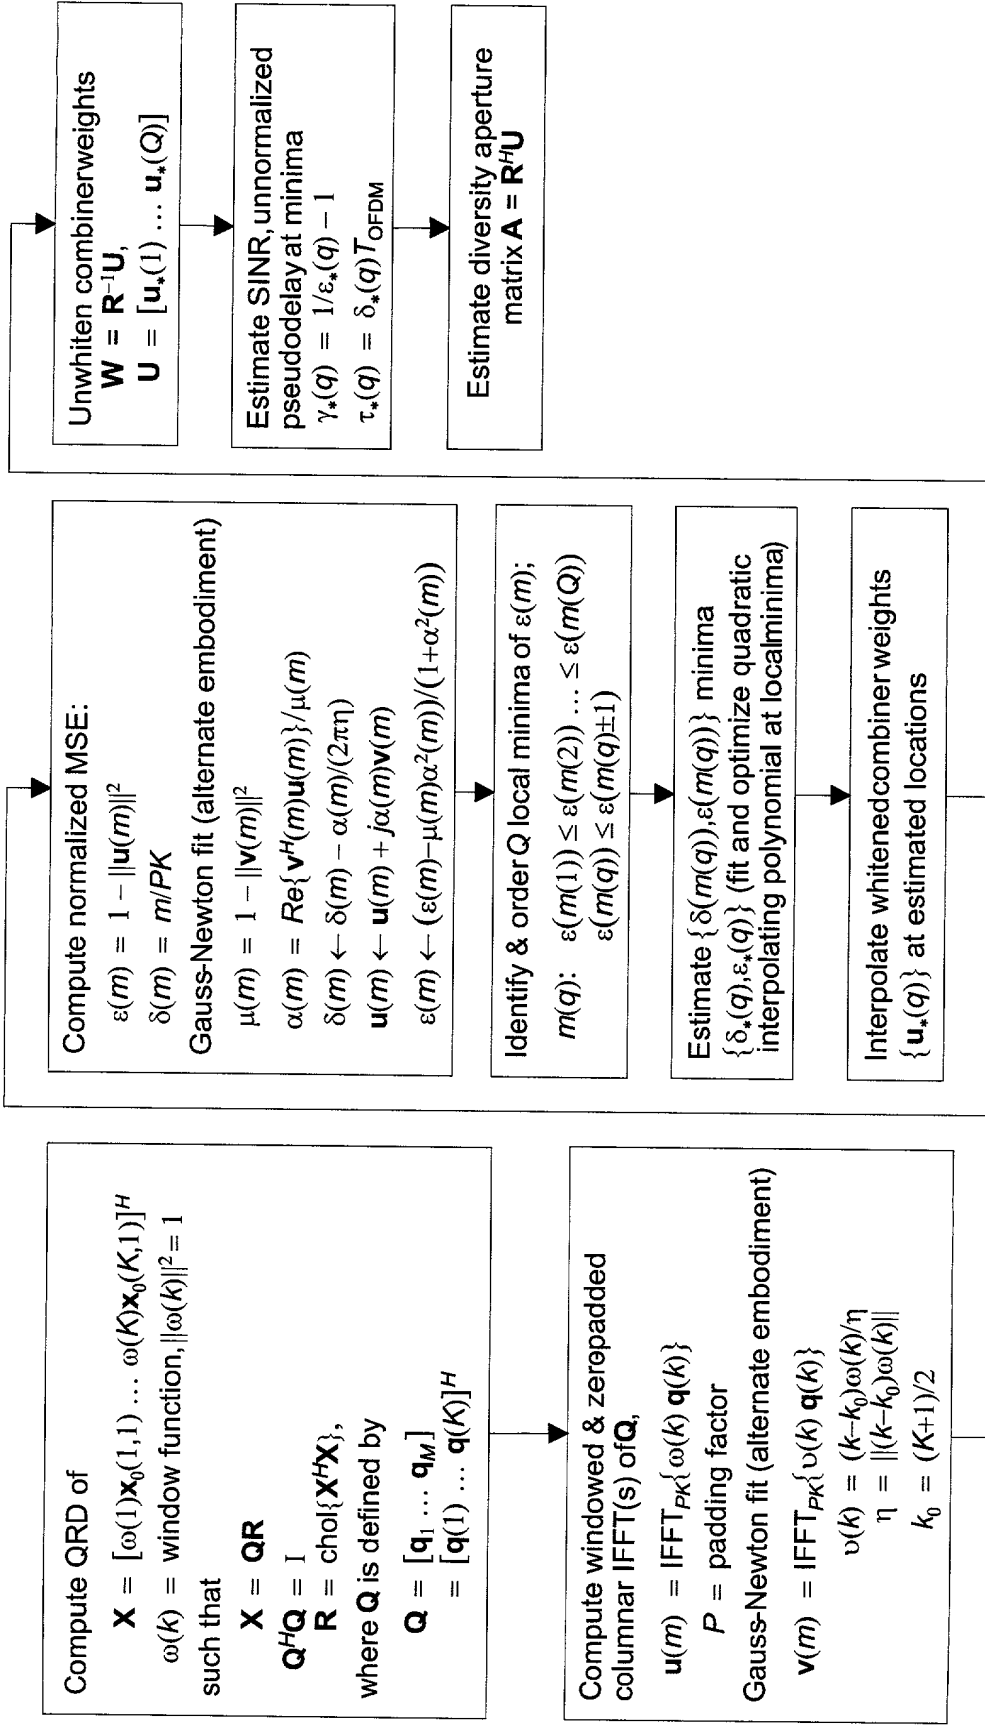 Compute QRD of
X = [ω(1)x₀(1,1) … ω(K)x₀(K,1)]ᴴ
ω(k) = window function, ||ω(k)||² = 1
such that
X = QR
QᴴQ = I
R = chol{XᴴX},
where Q is defined by
Q = [q₁ … q_M]
= [q(1) … q(K)]ᴴ
Compute windowed & zeropadded
columnar IFFT(s) of Q,
u(m) = IFFT_PK{ω(k) q(k)}
P = padding factor
Gauss-Newton fit (alternate embodiment)
v(m) = IFFT_PK{υ(k) q(k)}
υ(k) = (k–k₀)ω(k)/η
η = ||(k–k₀)ω(k)||
k₀ = (K+1)/2
Compute normalized MSE:
ε(m) = 1 – ||u(m)||²
δ(m) = m/PK
Gauss-Newton fit (alternate embodiment)
μ(m) = 1 – ||v(m)||²
α(m) = Re{vᴴ(m)u(m)}/μ(m)
δ(m) ← δ(m) – α(m)/(2πη)
u(m) ← u(m) + jα(m)v(m)
ε(m) ← (ε(m)–μ(m)α²(m))/(1+α²(m))
Identify & order Q local minima of ε(m);
m(q): ε(m(1)) ≤ ε(m(2)) … ≤ ε(m(Q))
ε(m(q)) ≤ ε(m(q)±1)
Estimate {δ(m(q)),ε(m(q))} minima
{δ⁎(q),ε⁎(q)} (fit and optimize quadratic
interpolating polynomial at localminima)
Interpolate whitenedcombiner weights
{u⁎(q)} at estimated locations
Unwhiten combinerweights
W = R⁻¹U,
U = [u⁎(1) … u⁎(Q)]
Estimate SINR, unnormalized
pseudodelay at minima
γ⁎(q) = 1/ε⁎(q) – 1
τ⁎(q) = δ⁎(q)T_OFDM
Estimate diversity aperture
matrix A = RᴴU